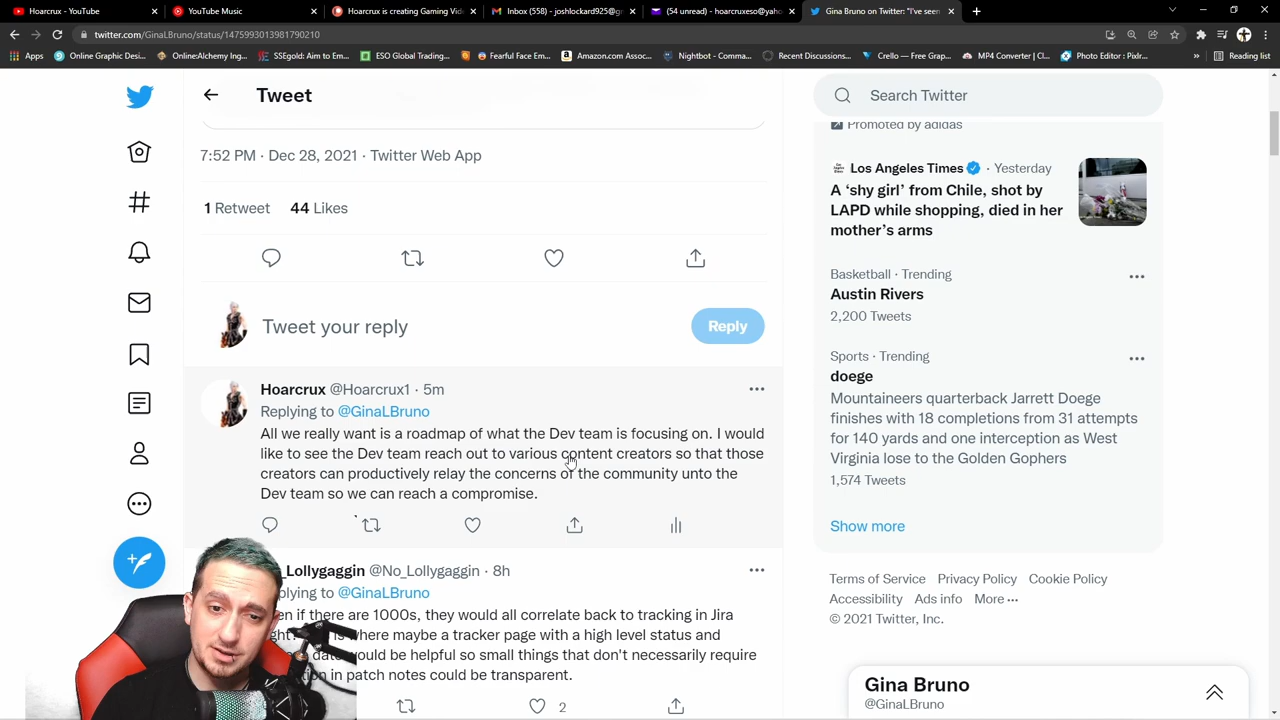 Hoarcrux - YouTube
YouTube Music
Hoarcrux is creating Gaming Vide
Inbox (558) - joshlockard925@g
(54 unread) - hoarcruxeso@yaho
Gina Bruno on Twitter: "I've seen
twitter.com/GinaLBruno/status/1475993013981790210
Apps
Online Graphic Desi...
OnlineAlchemy Ing...
SSEgold: Aim to Em...
ESO Global Trading...
Fearful Face Em...
Amazon.com Associ...
Nightbot - Comma...
Recent Discussions...
Crello — Free Grap...
MP4 Converter | Cl...
Photo Editor : Pixlr...
Reading list
Tweet
7:52 PM · Dec 28, 2021 · Twitter Web App
1 Retweet 44 Likes
Tweet your reply
Reply
Hoarcrux @Hoarcrux1 · 5m
Replying to @GinaLBruno
All we really want is a roadmap of what the Dev team is focusing on. I would
like to see the Dev team reach out to various content creators so that those
creators can productively relay the concerns of the community unto the
Dev team so we can reach a compromise.
_Lollygaggin @No_Lollygaggin · 8h
plying to @GinaLBruno
en if there are 1000s, they would all correlate back to tracking in Jira
where maybe a tracker page with a high level status and
would be helpful so small things that don't necessarily require
in patch notes could be transparent.
2
Search Twitter
Promoted by adidas
Los Angeles Times · Yesterday
A ‘shy girl’ from Chile, shot by
LAPD while shopping, died in her
mother’s arms
Basketball · Trending
Austin Rivers
2,200 Tweets
Sports · Trending
doege
Mountaineers quarterback Jarrett Doege
finishes with 18 completions from 31 attempts
for 140 yards and one interception as West
Virginia lose to the Golden Gophers
1,574 Tweets
Show more
Terms of Service Privacy Policy Cookie Policy
Accessibility Ads info More ···
© 2021 Twitter, Inc.
Gina Bruno
@GinaLBruno